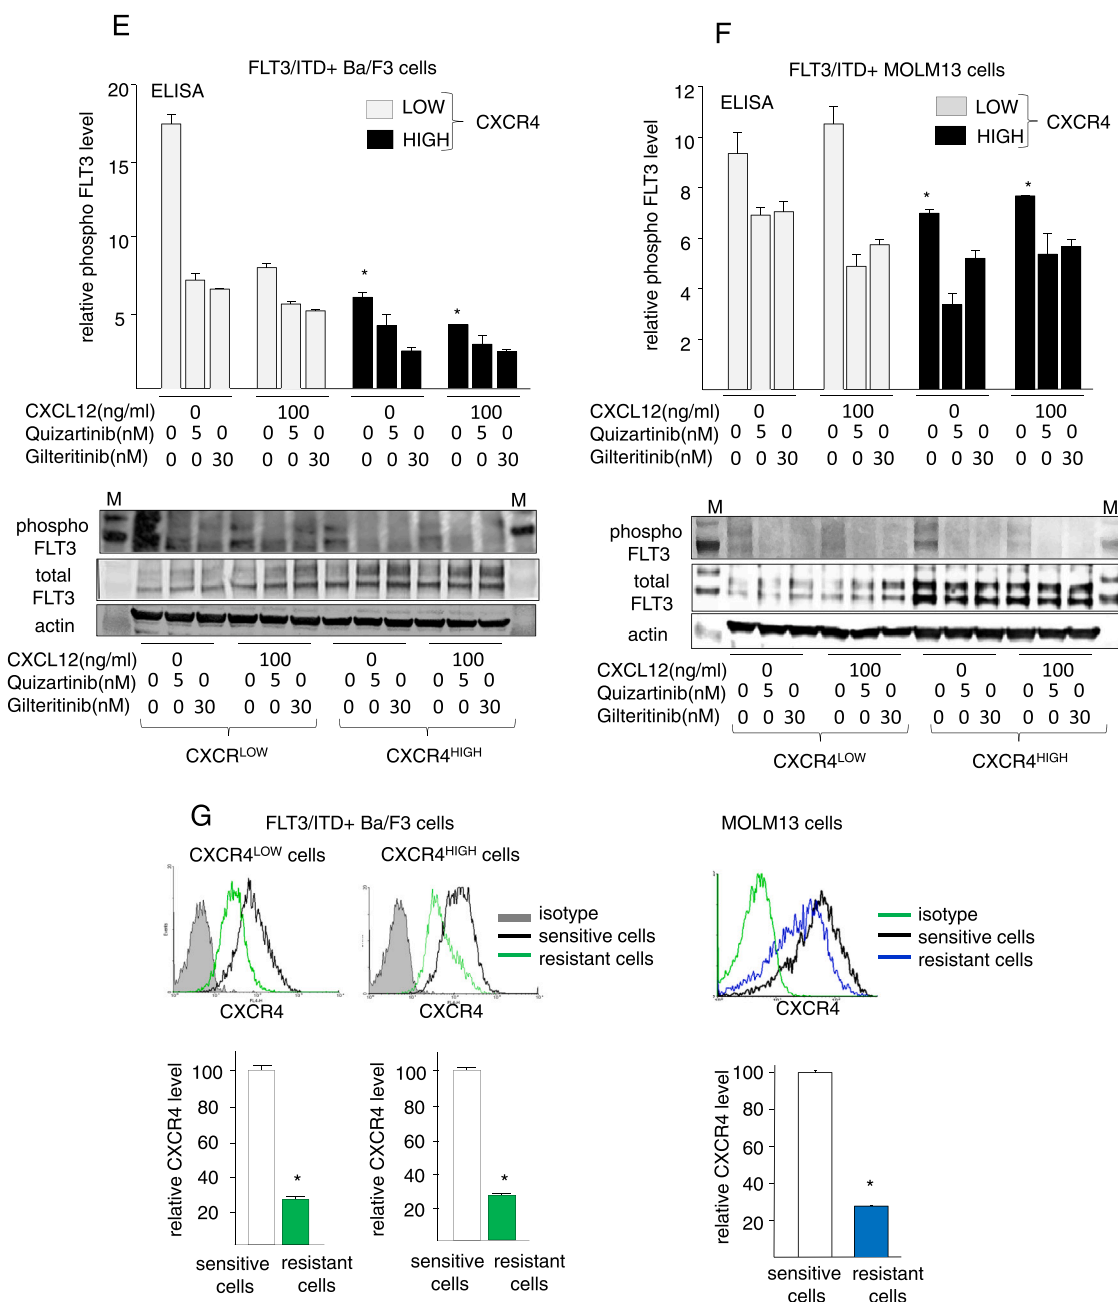 E
FLT3/ITD+ Ba/F3 cells
ELISA
LOW
HIGH
CXCR4
relative phospho FLT3 level
20
15
10
5
CXCL12(ng/ml) 0 100 0 100
Quizartinib(nM) 0 5 0 0 5 0 0 5 0 0 5 0
Gilteritinib(nM) 0 0 30 0 0 30 0 0 30 0 0 30
M M
phospho
FLT3
total
FLT3
actin
CXCL12(ng/ml) 0 100 0 100
Quizartinib(nM) 0 5 0 0 5 0 0 5 0 0 5 0
Gilteritinib(nM) 0 0 30 0 0 30 0 0 30 0 0 30
CXCRLOW CXCR4HIGH
F
FLT3/ITD+ MOLM13 cells
ELISA
LOW
HIGH
CXCR4
relative phospho FLT3 level
12
10
8
6
4
2
* *
* *
CXCL12(ng/ml) 0 100 0 100
Quizartinib(nM) 0 5 0 0 5 0 0 5 0 0 5 0
Gilteritinib(nM) 0 0 30 0 0 30 0 0 30 0 0 30
M M
phospho
FLT3
total
FLT3
actin
CXCL12(ng/ml) 0 100 0 100
Quizartinib(nM) 0 5 0 0 5 0 0 5 0 0 5 0
Gilteritinib(nM) 0 0 30 0 0 30 0 0 30 0 0 30
CXCR4LOW CXCR4HIGH
G
FLT3/ITD+ Ba/F3 cells
CXCR4LOW cells CXCR4HIGH cells
isotype
sensitive cells
resistant cells
CXCR4 CXCR4
MOLM13 cells
isotype
sensitive cells
resistant cells
CXCR4
relative CXCR4 level
100
80
60
40
20
*
sensitive cells
resistant cells
relative CXCR4 level
100
80
60
40
20
*
sensitive cells
resistant cells
relative CXCR4 level
100
80
60
40
20
*
sensitive cells
resistant cells